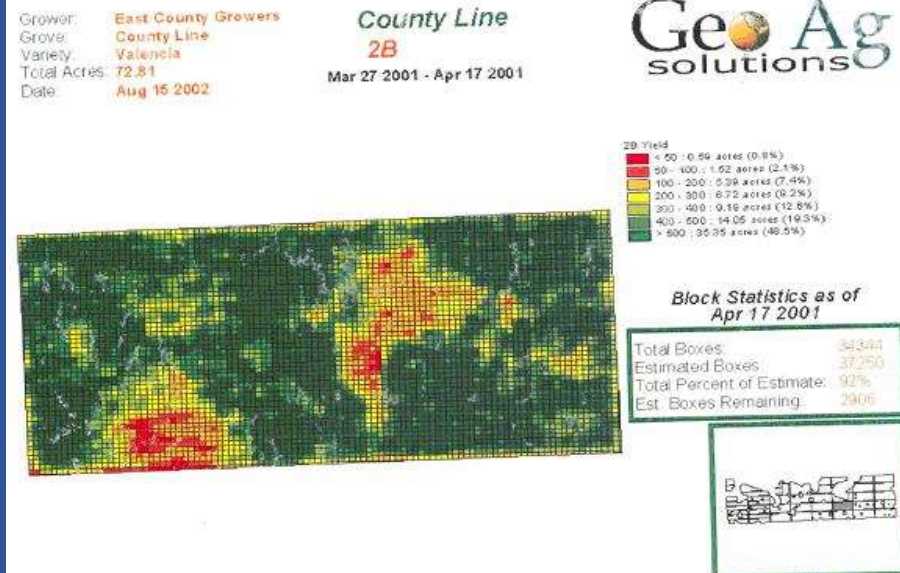 Grower: East County Growers
Grove: County Line
Variety: Valencia
Total Acres: 72.81
Date: Aug 15 2002
County Line
2B
Mar 27 2001 - Apr 17 2001
Geo Ag
solutions
2B Yield
< 50 : 0.59 acres (0.8%)
50 - 100 : 1.52 acres (2.1%)
100 - 200 : 5.39 acres (7.4%)
200 - 300 : 6.72 acres (9.2%)
300 - 400 : 9.19 acres (12.6%)
400 - 500 : 14.05 acres (19.3%)
> 500 : 35.35 acres (48.5%)
Block Statistics as of
Apr 17 2001
Total Boxes: 34344
Estimated Boxes 37,250
Total Percent of Estimate: 92%
Est. Boxes Remaining: 2906